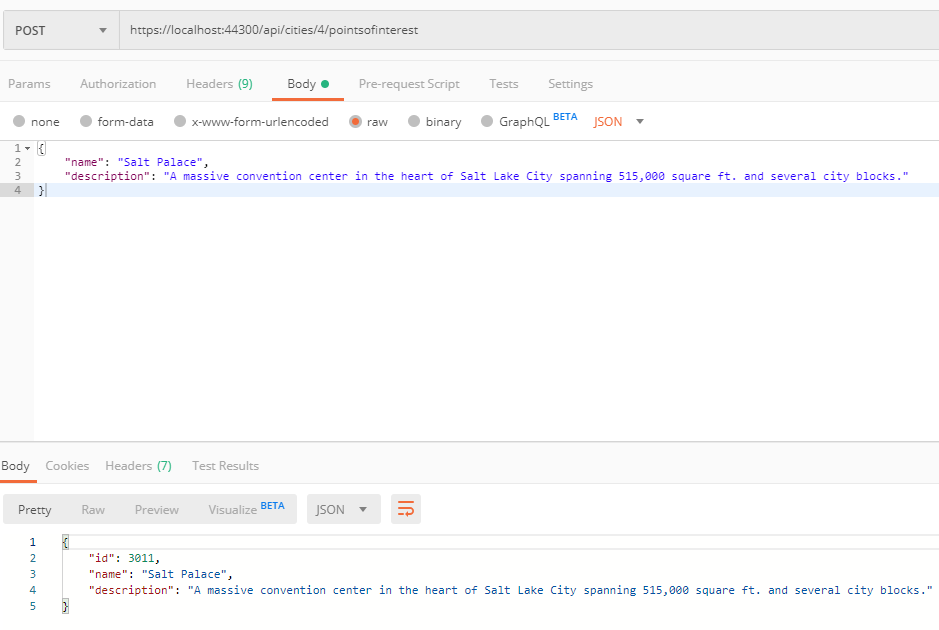 POST https://localhost:44300/api/cities/4/pointsofinterest
Params Authorization Headers (9) Body Pre-request Script Tests Settings
none form-data x-www-form-urlencoded raw binary GraphQL BETA JSON
1 {
2 "name": "Salt Palace",
3 "description": "A massive convention center in the heart of Salt Lake City spanning 515,000 square ft. and several city blocks."
4 }
Body Cookies Headers (7) Test Results
Pretty Raw Preview Visualize BETA JSON
1 {
2 "id": 3011,
3 "name": "Salt Palace",
4 "description": "A massive convention center in the heart of Salt Lake City spanning 515,000 square ft. and several city blocks."
5 }